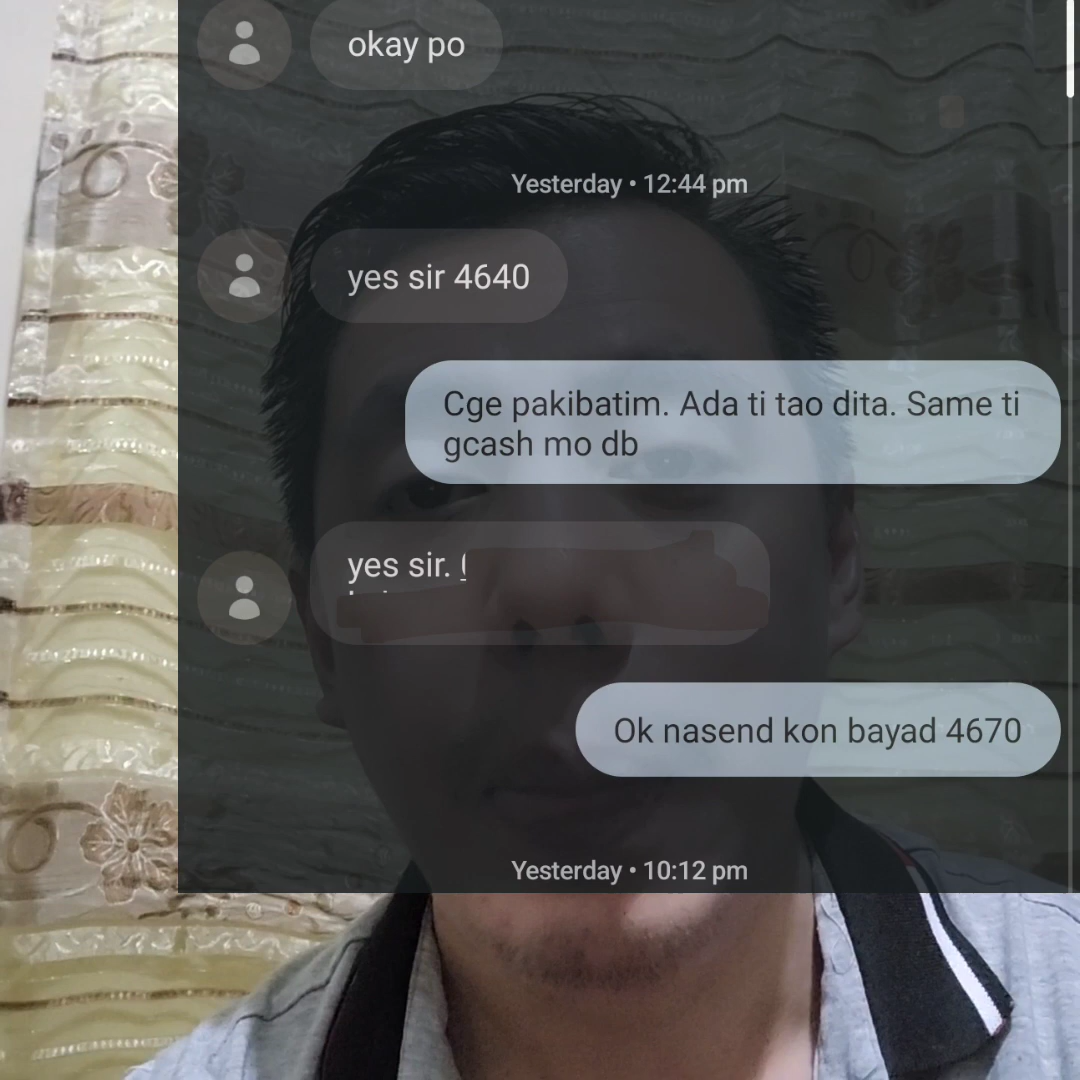 okay po
Yesterday • 12:44 pm
yes sir 4640
Cge pakibatim. Ada ti tao dita. Same ti
gcash mo db
yes sir.
Ok nasend kon bayad 4670
Yesterday • 10:12 pm